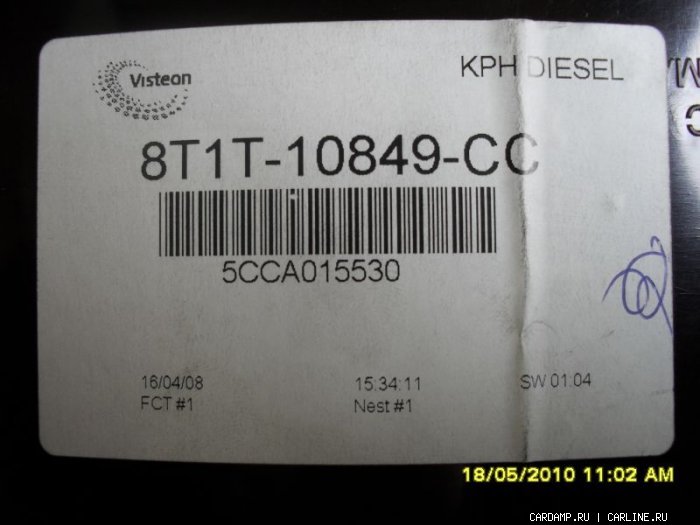 Visteon
KPH DIESEL
8T1T-10849-CC
5CCA015530
16/04/08
15:34:11
SW 01.04
FCT #1
Nest #1
18/05/2010 11:02 AM
CARDAMP.RU | CARLINE.RU